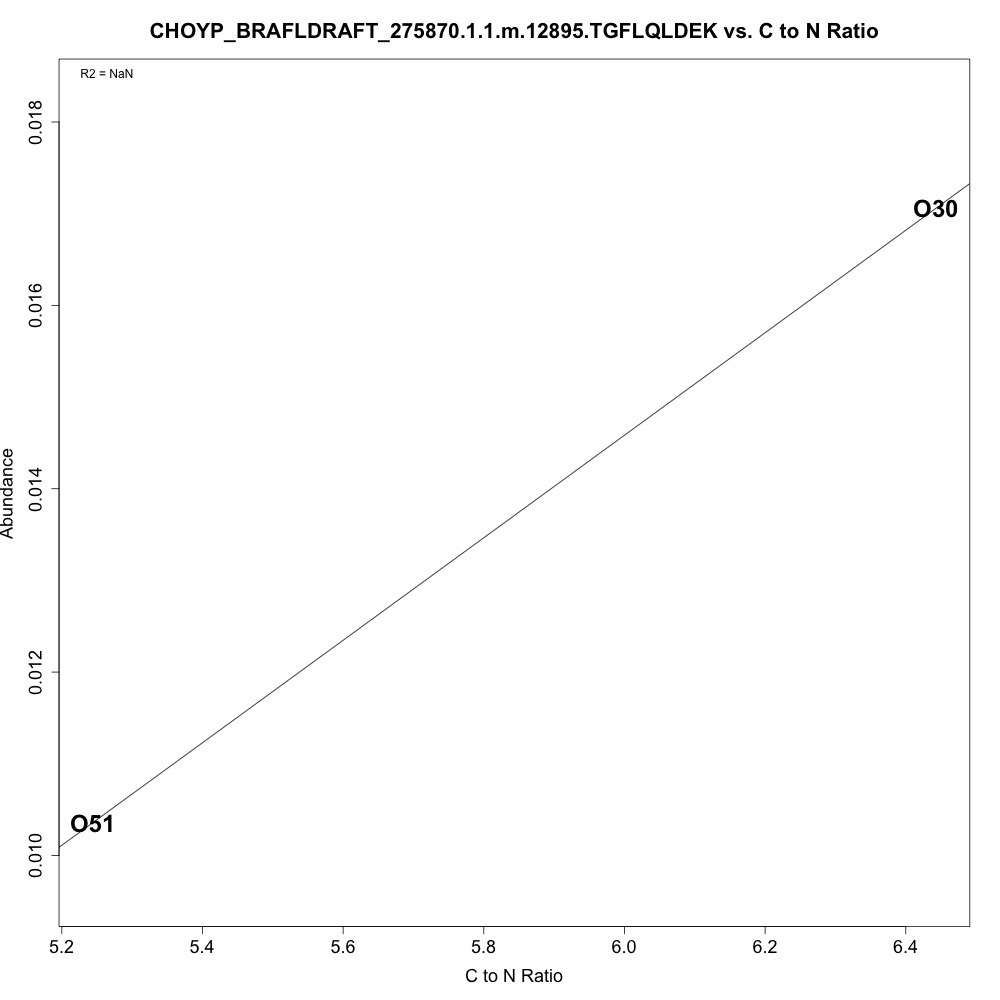 CHOYP_BRAFLDRAFT_275870.1.1.m.12895.TGFLQLDEK vs. C to N Ratio
R2 = NaN
0.018
O30
0.016
0.014
Abundance
0.012
O51
0.010
5.2 5.4 5.6 5.8 6.0 6.2 6.4
C to N Ratio